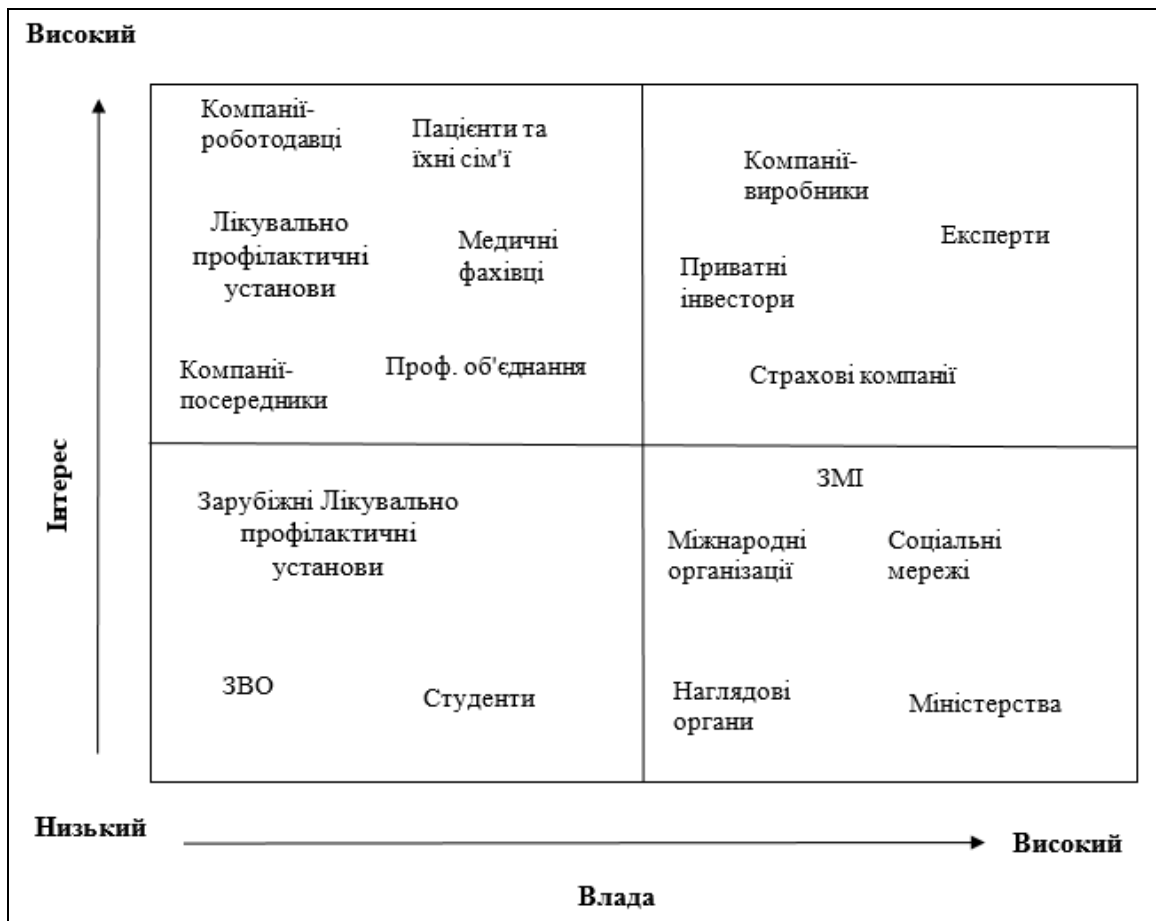 Високий
Компанії-
роботодавці
Пацієнти та
їхні сім'ї
Лікувально
профілактичні
установи
Медичні
фахівці
Компанії-
посередники
Проф. об'єднання
Компанії-
виробники
Експерти
Приватні
інвестори
Страхові компанії
Інтерес
Зарубіжні Лікувально
профілактичні
установи
ЗВО
Студенти
ЗМІ
Міжнародні
організації
Соціальні
мережі
Наглядові
органи
Міністерства
Низький
Високий
Влада